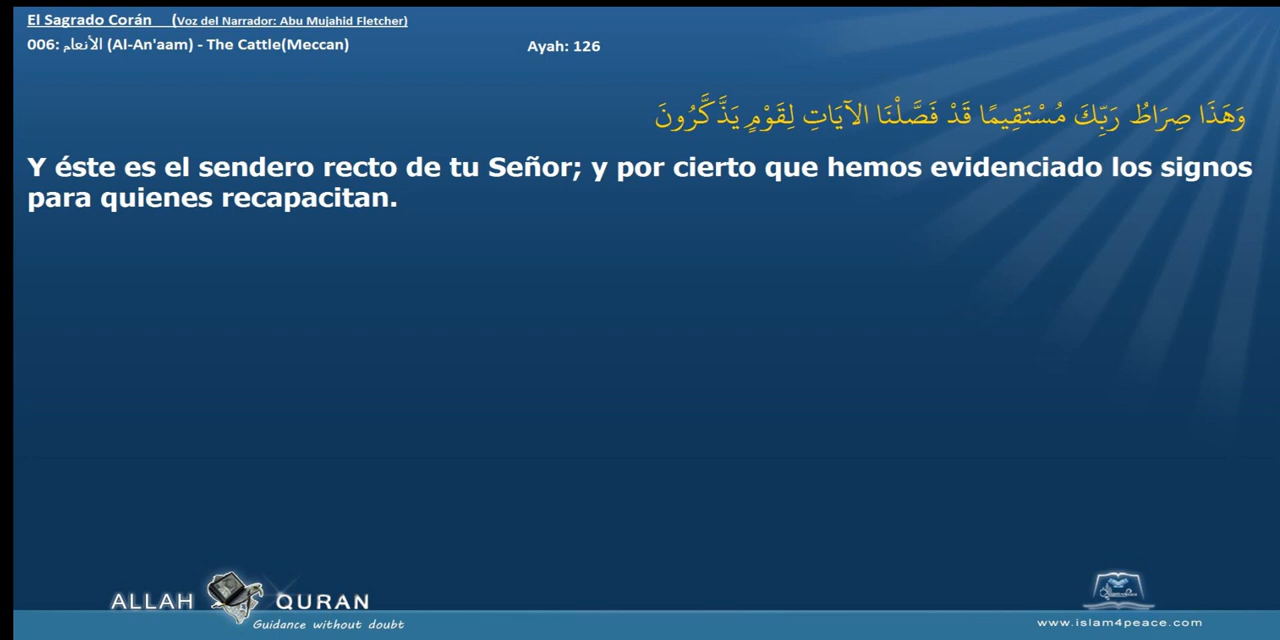 El Sagrado Corán (Voz del Narrador: Abu Mujahid Fletcher)
006: الأنعام (Al-An'aam) - The Cattle(Meccan) Ayah: 126
وَهَذَا صِرَاطُ رَبِّكَ مُسْتَقِيمًا قَدْ فَصَّلْنَا الآيَاتِ لِقَوْمٍ يَذَّكَّرُونَ
Y éste es el sendero recto de tu Señor; y por cierto que hemos evidenciado los signos
para quienes recapacitan.
ALLAH QURAN
Guidance without doubt
www.islam4peace.com